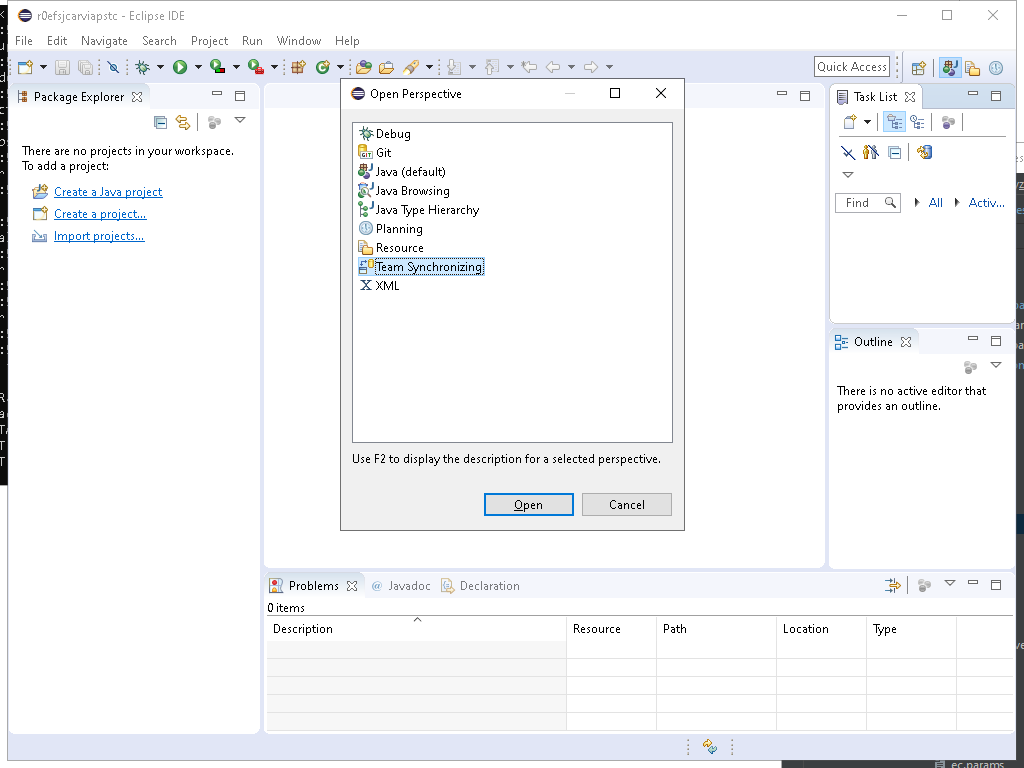 r0efsjcarviapstc - Eclipse IDE
File Edit Navigate Search Project Run Window Help
Quick Access
Package Explorer
There are no projects in your workspace.
To add a project:
Create a Java project
Create a project...
Import projects...
Open Perspective
Debug
Git
Java (default)
Java Browsing
Java Type Hierarchy
Planning
Resource
Team Synchronizing
XML
Use F2 to display the description for a selected perspective.
Open Cancel
Task List
Find All Activ...
Outline
There is no active editor that
provides an outline.
Problems @ Javadoc Declaration
0 items
Description Resource Path Location Type
ec.params